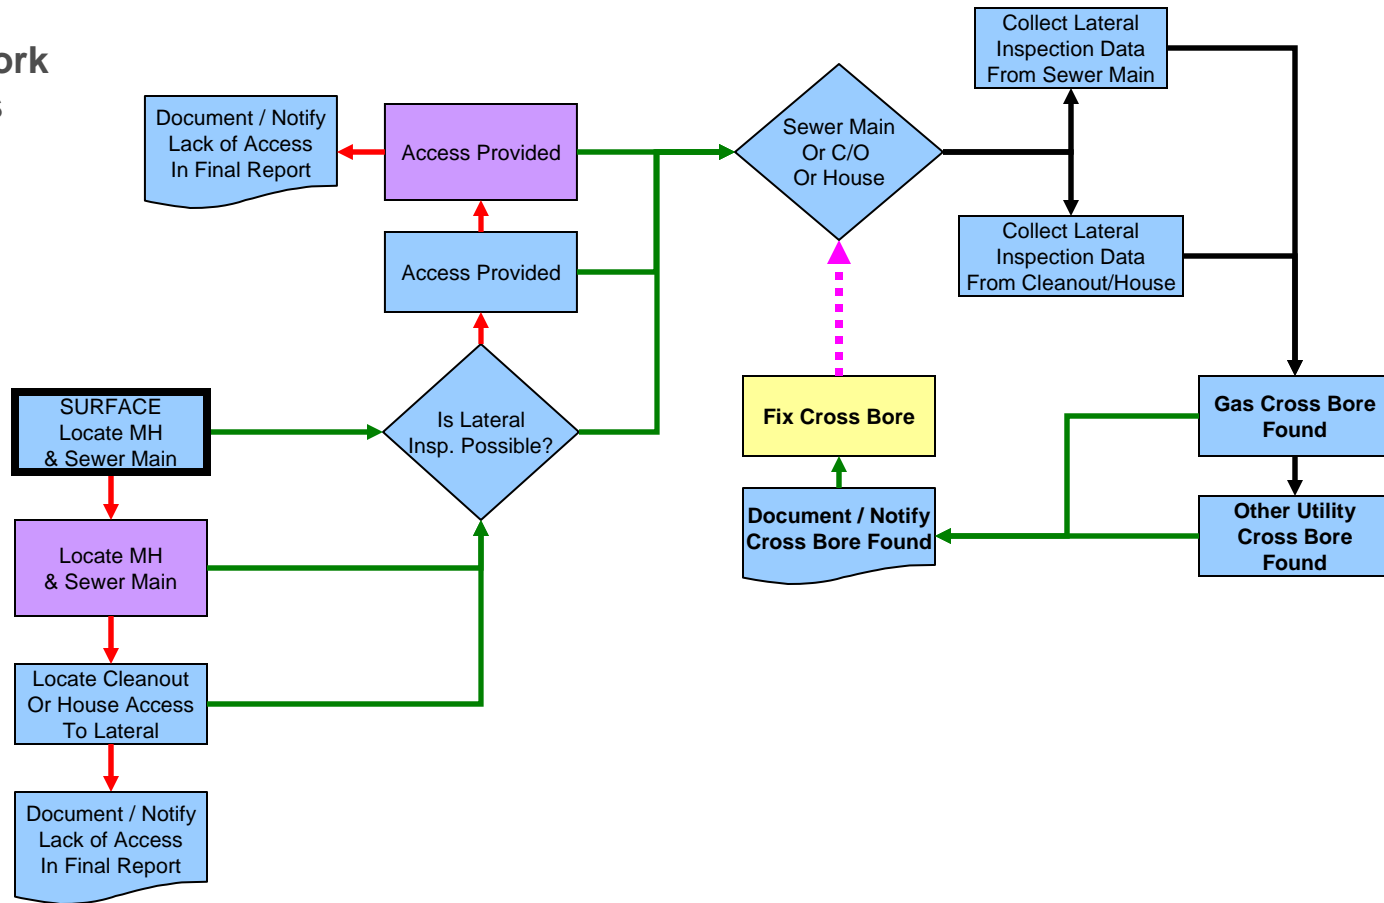 Collect Lateral
Inspection Data
From Sewer Main
Document / Notify
Lack of Access
In Final Report
Access Provided
Sewer Main
Or C/O
Or House
Access Provided
Collect Lateral
Inspection Data
From Cleanout/House
SURFACE
Locate MH
& Sewer Main
Is Lateral
Insp. Possible?
Fix Cross Bore
Gas Cross Bore
Found
Document / Notify
Cross Bore Found
Other Utility
Cross Bore
Found
Locate MH
& Sewer Main
Locate Cleanout
Or House Access
To Lateral
Document / Notify
Lack of Access
In Final Report